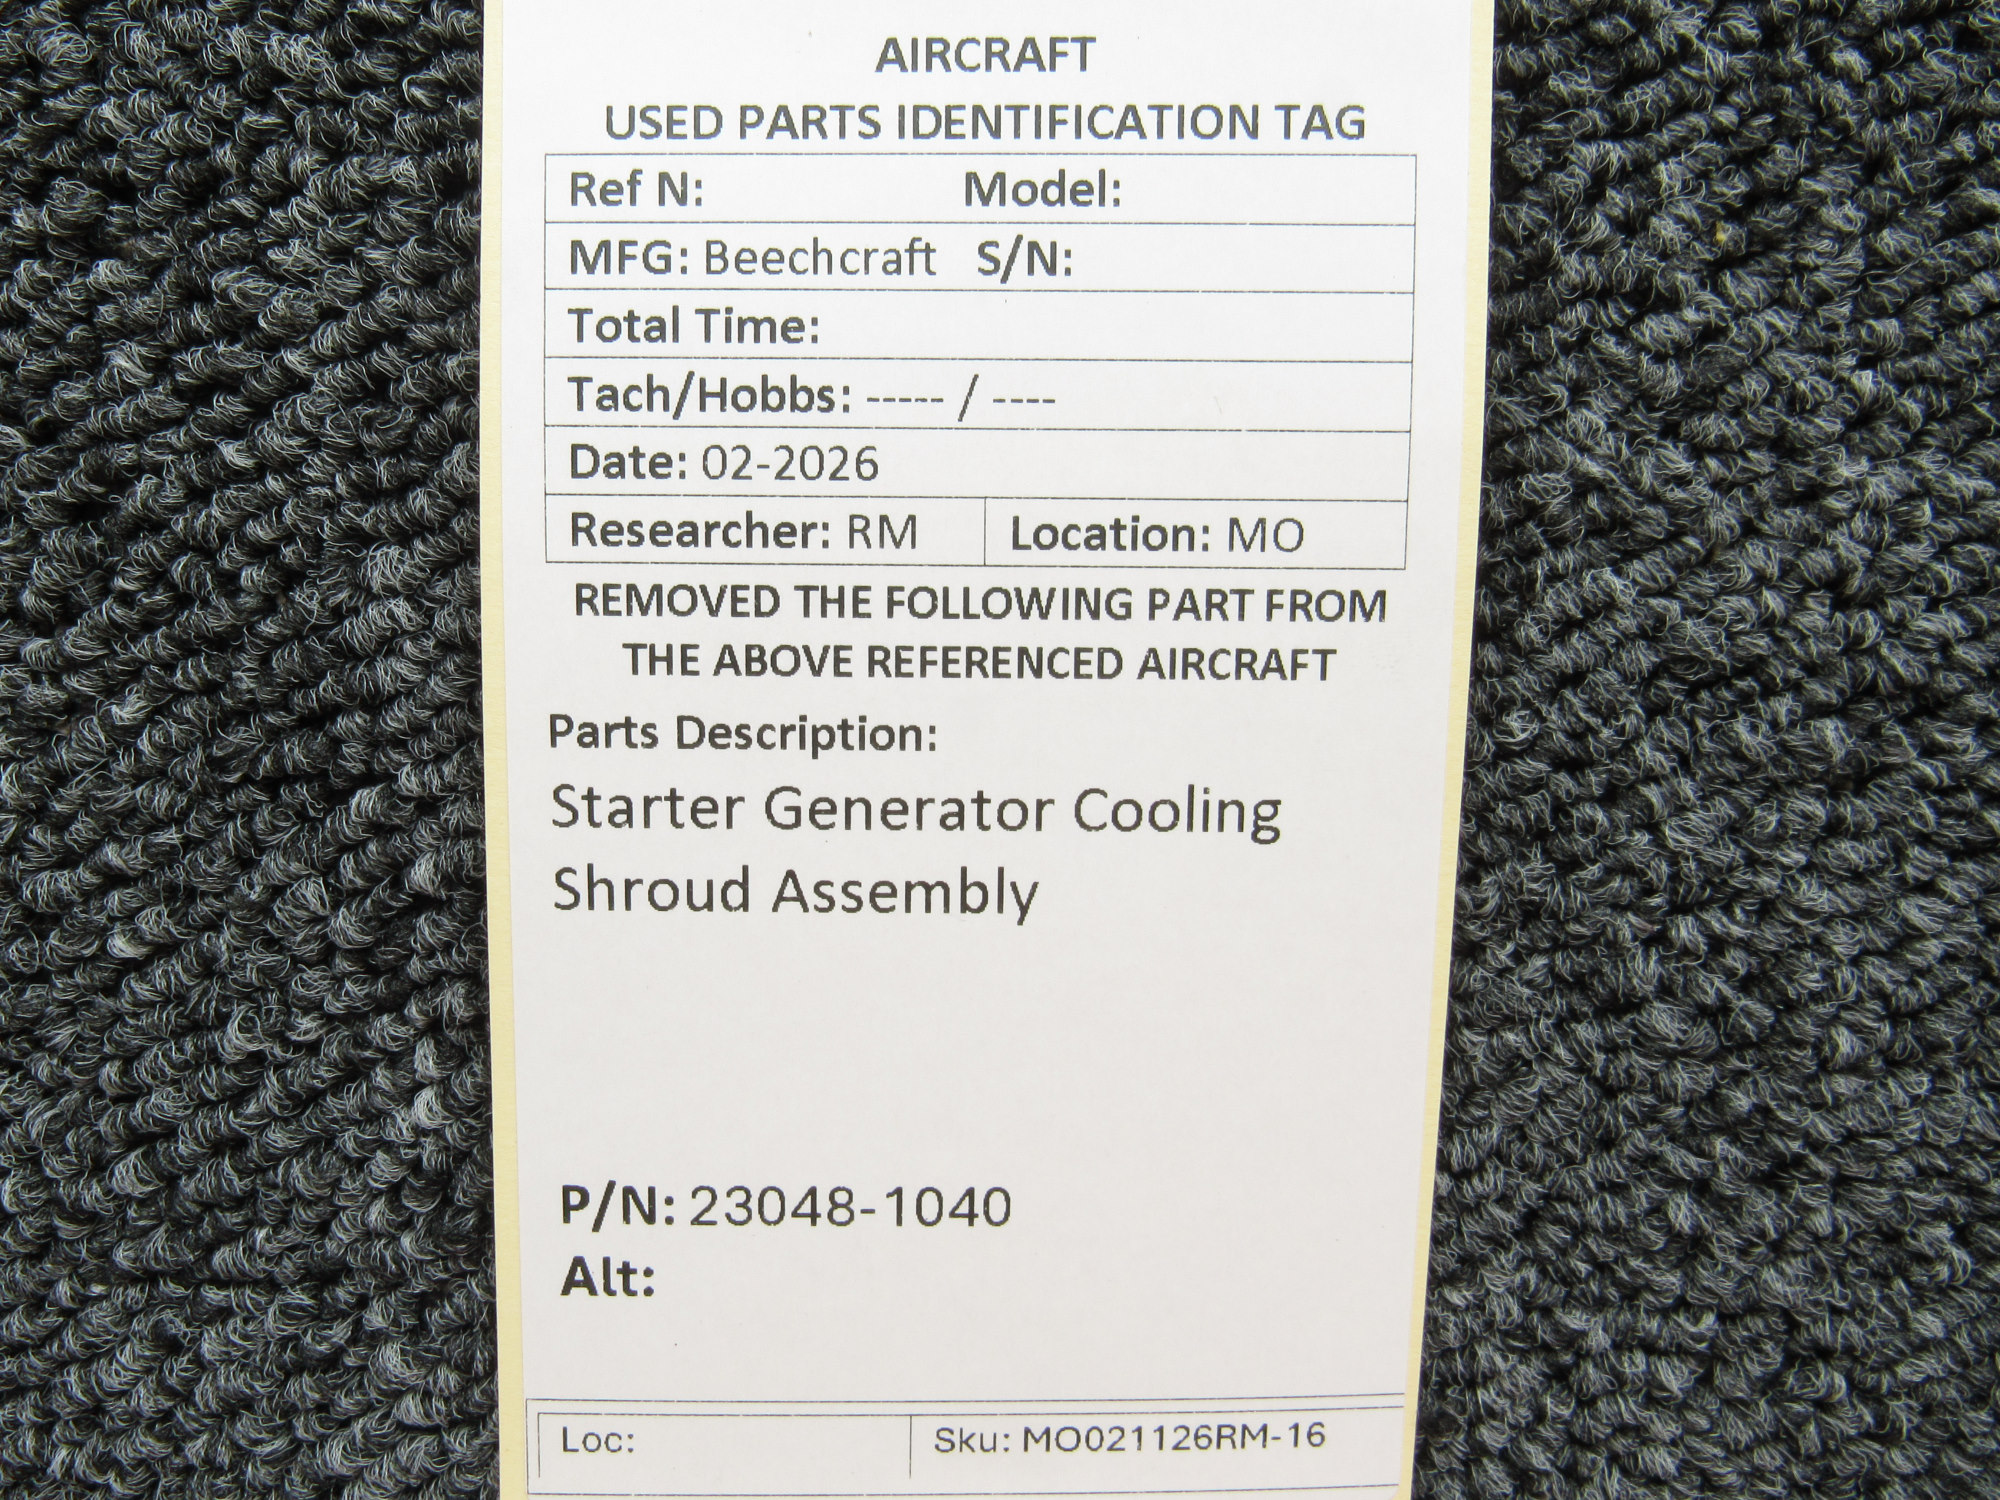 AIRCRAFT
USED PARTS IDENTIFICATION TAG
Ref N: Model:
MFG: Beechcraft S/N:
Total Time:
Tach/Hobbs: ----- / ----
Date: 02-2026
Researcher: RM Location: MO
REMOVED THE FOLLOWING PART FROM
THE ABOVE REFERENCED AIRCRAFT
Parts Description:
Starter Generator Cooling
Shroud Assembly
P/N: 23048-1040
Alt:
Loc: Sku: MO021126RM-16